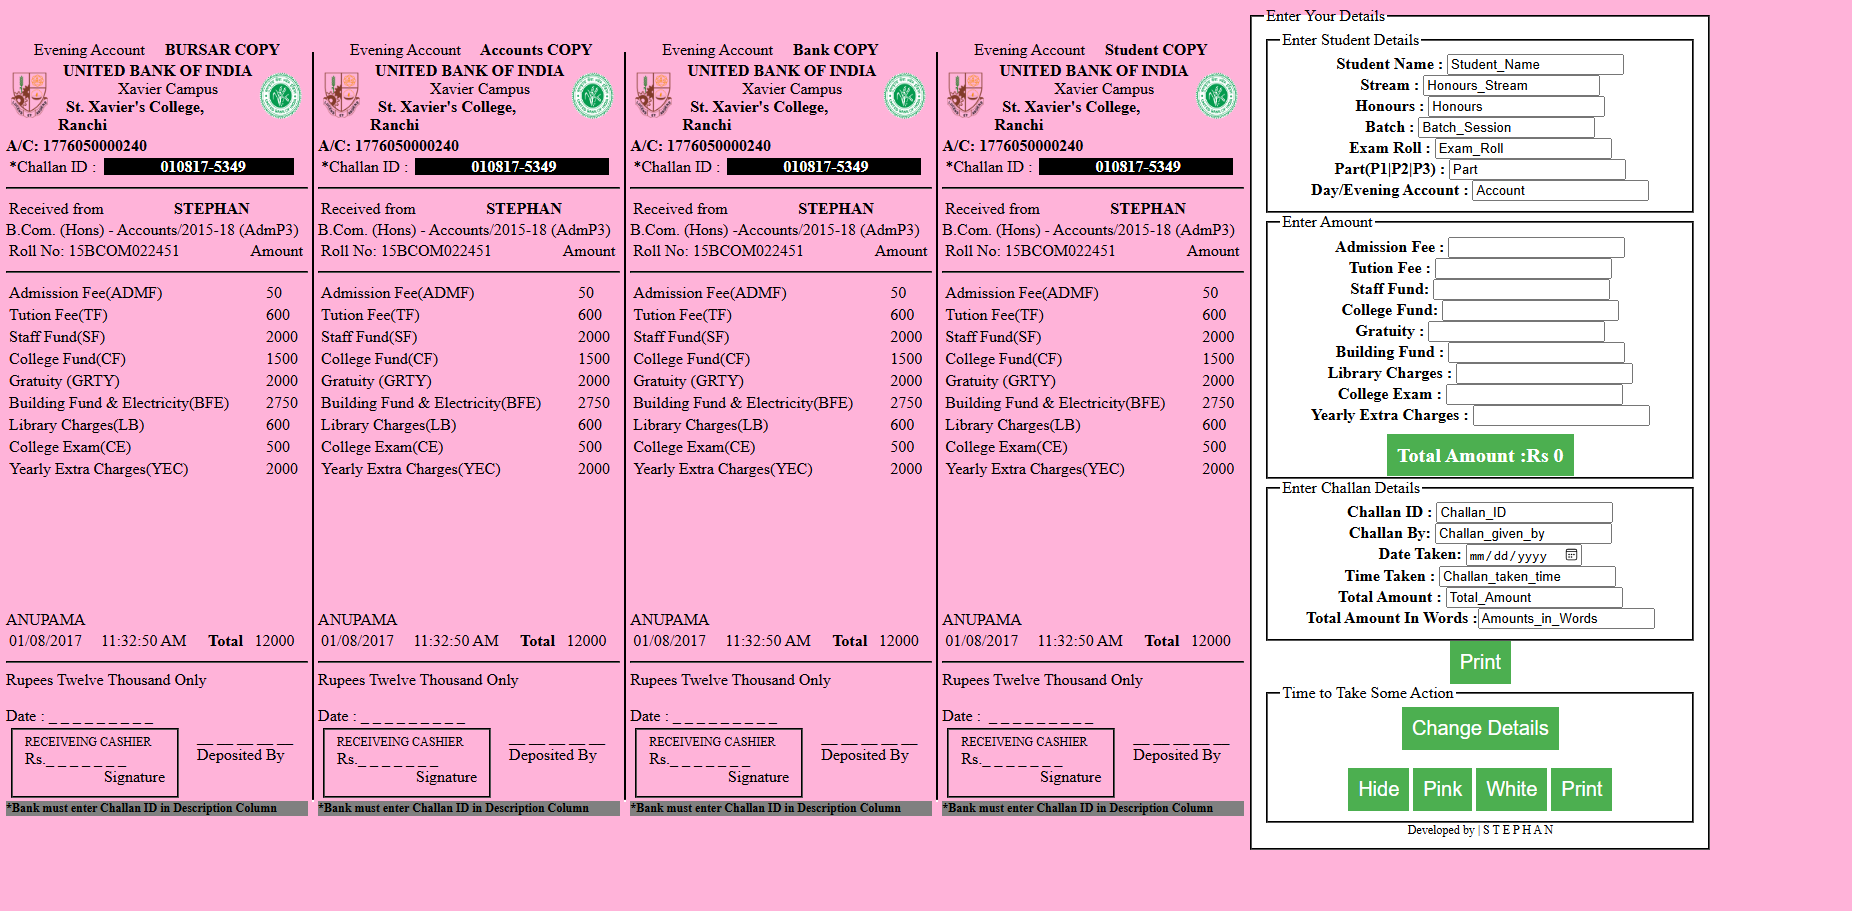 Evening Account BURSAR COPY
UNITED BANK OF INDIA
Xavier Campus
St. Xavier's College,
Ranchi
A/C: 1776050000240
*Challan ID : 010817-5349
Received from STEPHAN
B.Com. (Hons) - Accounts/2015-18 (AdmP3)
Roll No: 15BCOM022451 Amount
Admission Fee(ADMF) 50
Tution Fee(TF) 600
Staff Fund(SF) 2000
College Fund(CF) 1500
Gratuity (GRTY) 2000
Building Fund & Electricity(BFE) 2750
Library Charges(LB) 600
College Exam(CE) 500
Yearly Extra Charges(YEC) 2000
ANUPAMA
01/08/2017 11:32:50 AM Total 12000
Rupees Twelve Thousand Only
Date : _ _ _ _ _ _ _ _ _
RECEIVEING CASHIER
Rs._ _ _ _ _ _ _
Signature
__ __ __ __ __
Deposited By
*Bank must enter Challan ID in Description Column
Evening Account Accounts COPY
UNITED BANK OF INDIA
Xavier Campus
St. Xavier's College,
Ranchi
A/C: 1776050000240
*Challan ID : 010817-5349
Received from STEPHAN
B.Com. (Hons) - Accounts/2015-18 (AdmP3)
Roll No: 15BCOM022451 Amount
Admission Fee(ADMF) 50
Tution Fee(TF) 600
Staff Fund(SF) 2000
College Fund(CF) 1500
Gratuity (GRTY) 2000
Building Fund & Electricity(BFE) 2750
Library Charges(LB) 600
College Exam(CE) 500
Yearly Extra Charges(YEC) 2000
ANUPAMA
01/08/2017 11:32:50 AM Total 12000
Rupees Twelve Thousand Only
Date : _ _ _ _ _ _ _ _ _
RECEIVEING CASHIER
Rs._ _ _ _ _ _ _
Signature
__ __ __ __ __
Deposited By
*Bank must enter Challan ID in Description Column
Evening Account Bank COPY
UNITED BANK OF INDIA
Xavier Campus
St. Xavier's College,
Ranchi
A/C: 1776050000240
*Challan ID : 010817-5349
Received from STEPHAN
B.Com. (Hons) -Accounts/2015-18 (AdmP3)
Roll No: 15BCOM022451 Amount
Admission Fee(ADMF) 50
Tution Fee(TF) 600
Staff Fund(SF) 2000
College Fund(CF) 1500
Gratuity (GRTY) 2000
Building Fund & Electricity(BFE) 2750
Library Charges(LB) 600
College Exam(CE) 500
Yearly Extra Charges(YEC) 2000
ANUPAMA
01/08/2017 11:32:50 AM Total 12000
Rupees Twelve Thousand Only
Date : _ _ _ _ _ _ _ _ _
RECEIVEING CASHIER
Rs._ _ _ _ _ _ _
Signature
__ __ __ __ __
Deposited By
*Bank must enter Challan ID in Description Column
Evening Account Student COPY
UNITED BANK OF INDIA
Xavier Campus
St. Xavier's College,
Ranchi
A/C: 1776050000240
*Challan ID : 010817-5349
Received from STEPHAN
B.Com. (Hons) - Accounts/2015-18 (AdmP3)
Roll No: 15BCOM022451 Amount
Admission Fee(ADMF) 50
Tution Fee(TF) 600
Staff Fund(SF) 2000
College Fund(CF) 1500
Gratuity (GRTY) 2000
Building Fund & Electricity(BFE) 2750
Library Charges(LB) 600
College Exam(CE) 500
Yearly Extra Charges(YEC) 2000
ANUPAMA
01/08/2017 11:32:50 AM Total 12000
Rupees Twelve Thousand Only
Date : _ _ _ _ _ _ _ _ _
RECEIVEING CASHIER
Rs._ _ _ _ _ _ _
Signature
__ __ __ __ __
Deposited By
*Bank must enter Challan ID in Description Column
Enter Your Details
Enter Student Details
Student Name : Student_Name
Stream : Honours_Stream
Honours : Honours
Batch : Batch_Session
Exam Roll : Exam_Roll
Part(P1|P2|P3) : Part
Day/Evening Account : Account
Enter Amount
Admission Fee :
Tution Fee :
Staff Fund:
College Fund:
Gratuity :
Building Fund :
Library Charges :
College Exam :
Yearly Extra Charges :
Total Amount :Rs 0
Enter Challan Details
Challan ID : Challan_ID
Challan By: Challan_given_by
Date Taken: mm/dd/yyyy
Time Taken : Challan_taken_time
Total Amount : Total_Amount
Total Amount In Words : Amounts_in_Words
Print
Time to Take Some Action
Change Details
Hide Pink White Print
Developed by | S T E P H A N